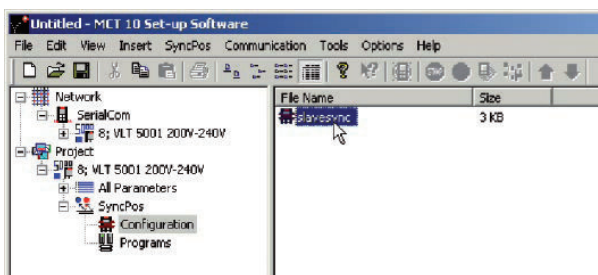 Untitled - MCT 10 Set-up Software
File Edit View Insert SyncPos Communication Tools Options Help
Network
SerialCom
8; VLT 5001 200V-240V
Project
8; VLT 5001 200V-240V
All Parameters
SyncPos
Configuration
Programs
File Name Size
slavesync 3 KB